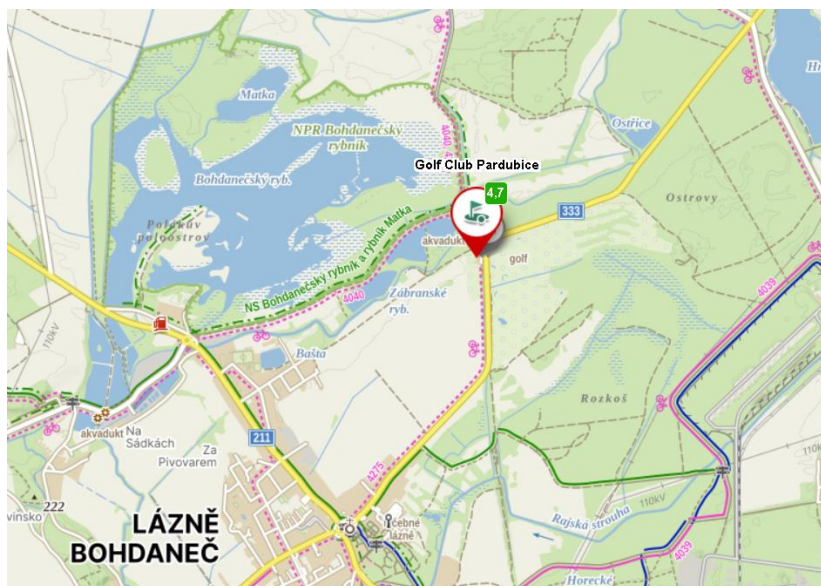 Matka
NPR Bohdanečský
rybník
Ostřice
4040
Golf Club Pardubice
4,7
Bohdanečský ryb.
Ostrovy
333
Polákův
poloostrov
akvadukt
golf
NS Bohdanečský rybník a rybník Matka
4040
Zábranské
ryb.
4039
110kV
Bašta
Rozkoš
akvadukt
Na
Sádkách
Za
Pivovarem
211
4275
110kV
222
vinsko
LÁZNĚ
BOHDANEČ
léčebné
lázně
Rajská strouha
4039
Horecké